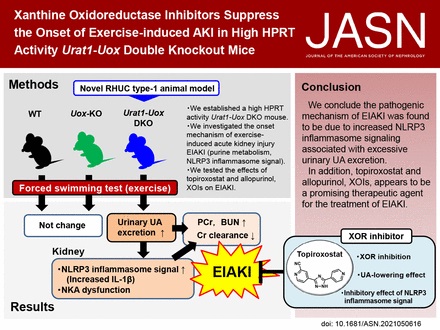 Xanthine Oxidoreductase Inhibitors Suppress
the Onset of Exercise-induced AKI in High HPRT
Activity Urat1-Uox Double Knockout Mice
JASN
JOURNAL OF THE AMERICAN SOCIETY OF NEPHROLOGY
Methods
Novel RHUC type-1 animal model
WT
Uox-KO
Urat1-Uox
DKO
•We established a high HPRT
activity Urat1-Uox DKO mouse.
•We investigated the onset
mechanism of exercise-
induced acute kidney injury
EIAKI (purine metabolism,
NLRP3 inflammasome signal).
•We tested the effects of
topiroxostat and allopurinol,
XOIs on EIAKI.
Forced swimming test (exercise)
Not change
Urinary UA
excretion ↑
PCr, BUN ↑
Cr clearance ↓
Kidney
•NLRP3 inflammasome signal ↑
(Increased IL-1β)
•NKA dysfunction
EIAKI
Results
Conclusion
We conclude the pathogenic
mechanism of EIAKI was found
to be due to increased NLRP3
inflammasome signaling
associated with excessive
urinary UA excretion.
In addition, topiroxostat and
allopurinol, XOIs, appears to be
an promising therapeutic agent
for the treatment of EIAKI.
XOR inhibitor
Topiroxostat
NC
N
N
N-NH
N
•XOR inhibition
•UA-lowering effect
•Inhibitory effect of NLRP3
inflammasome signal
doi: 10.1681/ASN.2021050616